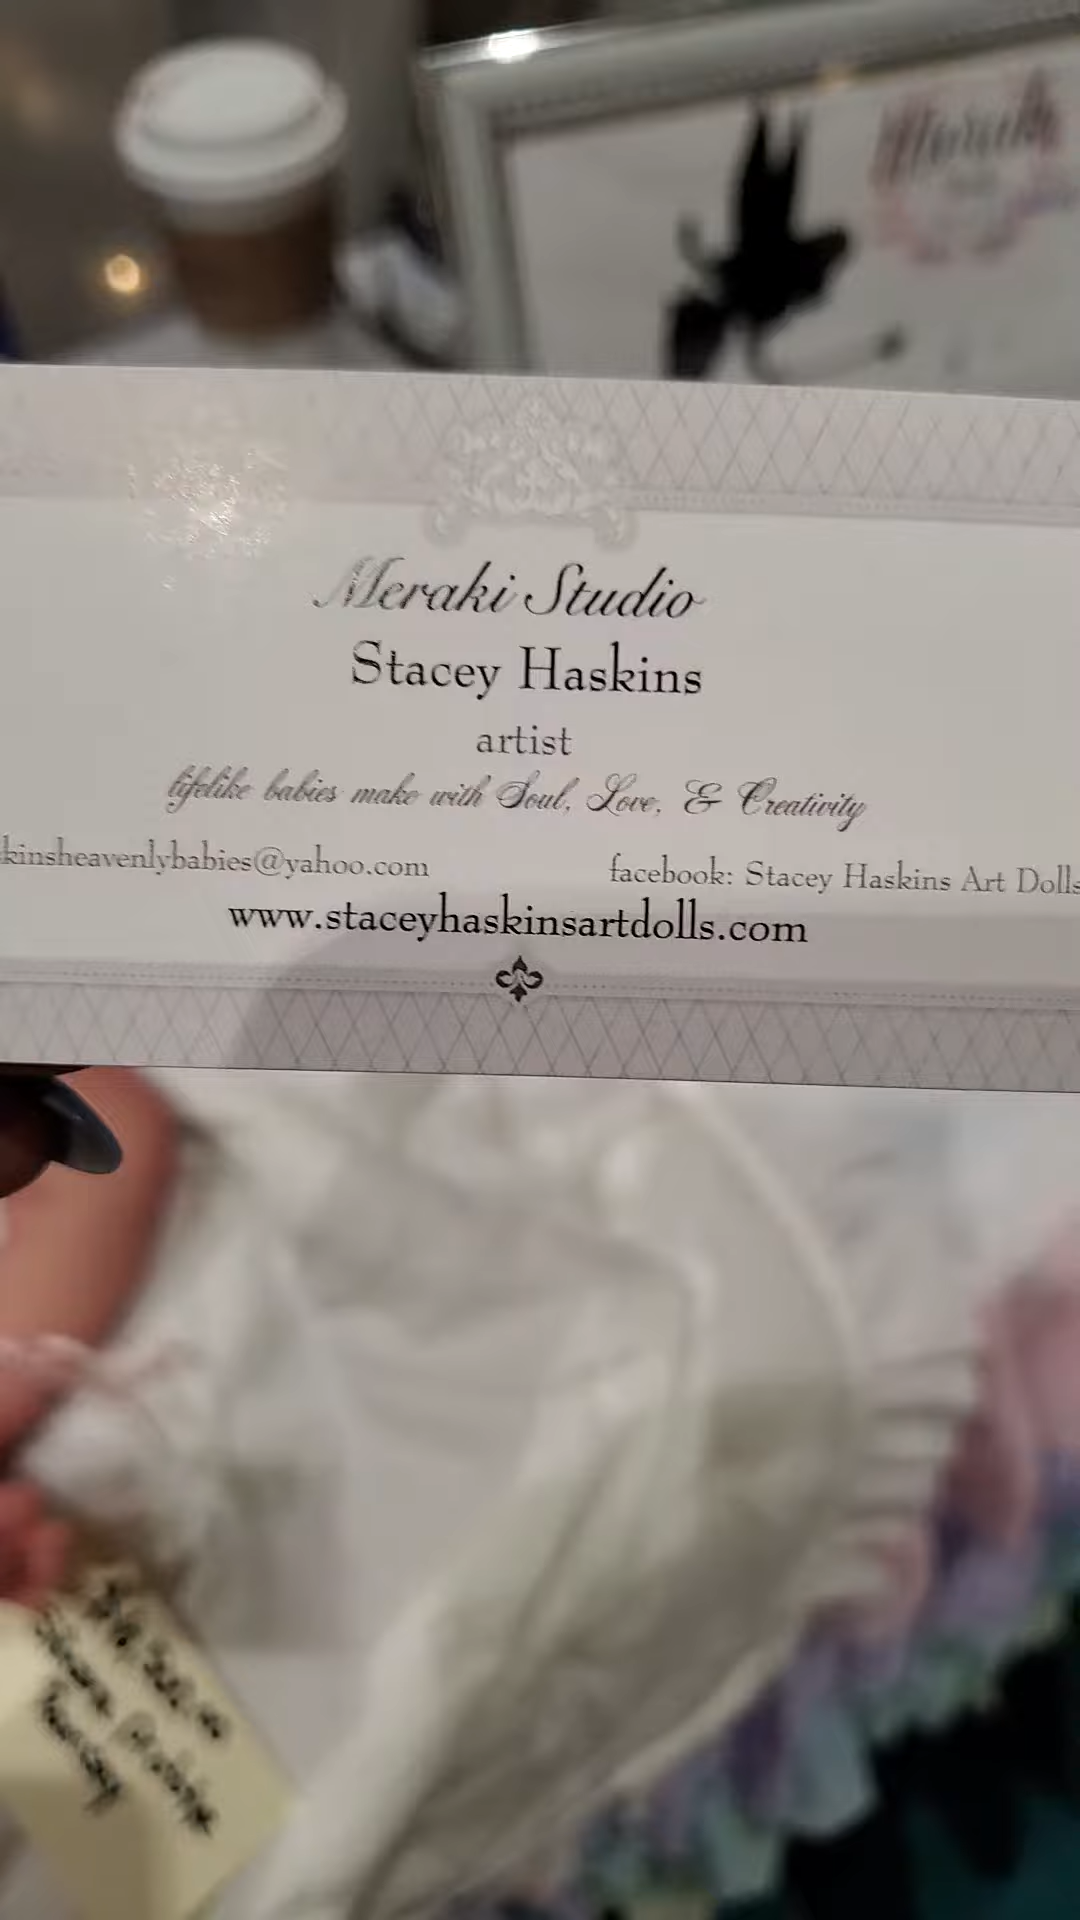 Meraki Studio
Stacey Haskins
artist
lifelike babies make with Soul, Love, & Creativity
kinsheavenlybabies@yahoo.com
facebook: Stacey Haskins Art Dolls
www.staceyhaskinsartdolls.com